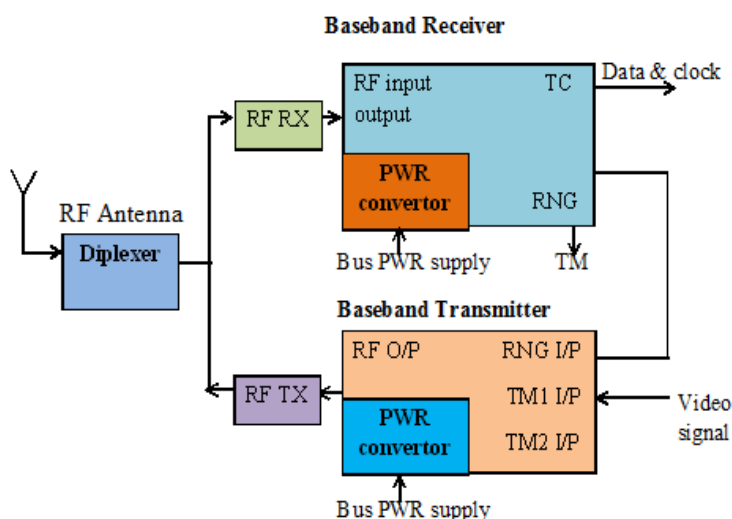 Baseband Receiver
RF input
output
TC
Data & clock
RF RX
PWR
convertor
RNG
RF Antenna
Diplexer
Bus PWR supply
TM
Baseband Transmitter
RF O/P
RNG I/P
RF TX
TM1 I/P
Video
signal
PWR
convertor
TM2 I/P
Bus PWR supply